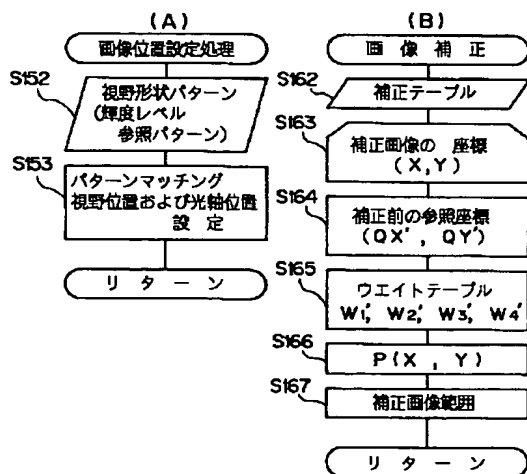 (A)
画像位置設定処理
S152
視野形状パターン
(輝度レベル
参照パターン)
S153
パターンマッチング
視野位置および光軸位置
設定
リターン
(B)
画像補正
S162
補正テーブル
S163
補正画像の 座標
(X,Y)
S164
補正前の参照座標
(QX', QY')
S165
ウエイトテーブル
W1', W2', W3', W4'
S166
P(X , Y)
S167
補正画像範囲
リターン